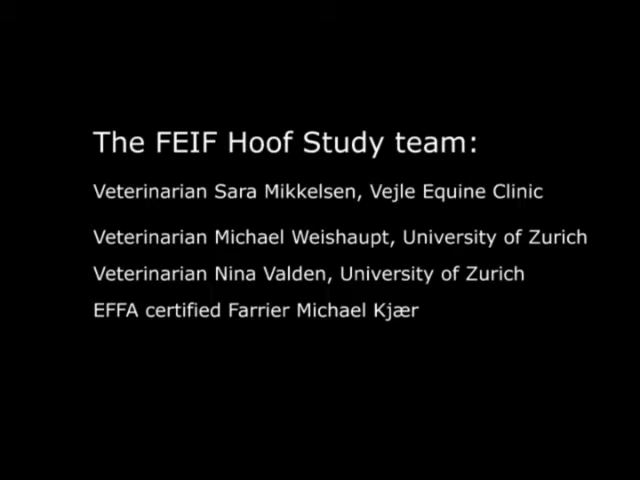 The FEIF Hoof Study team:
Veterinarian Sara Mikkelsen, Vejle Equine Clinic
Veterinarian Michael Weishaupt, University of Zurich
Veterinarian Nina Valden, University of Zurich
EFFA certified Farrier Michael Kjær